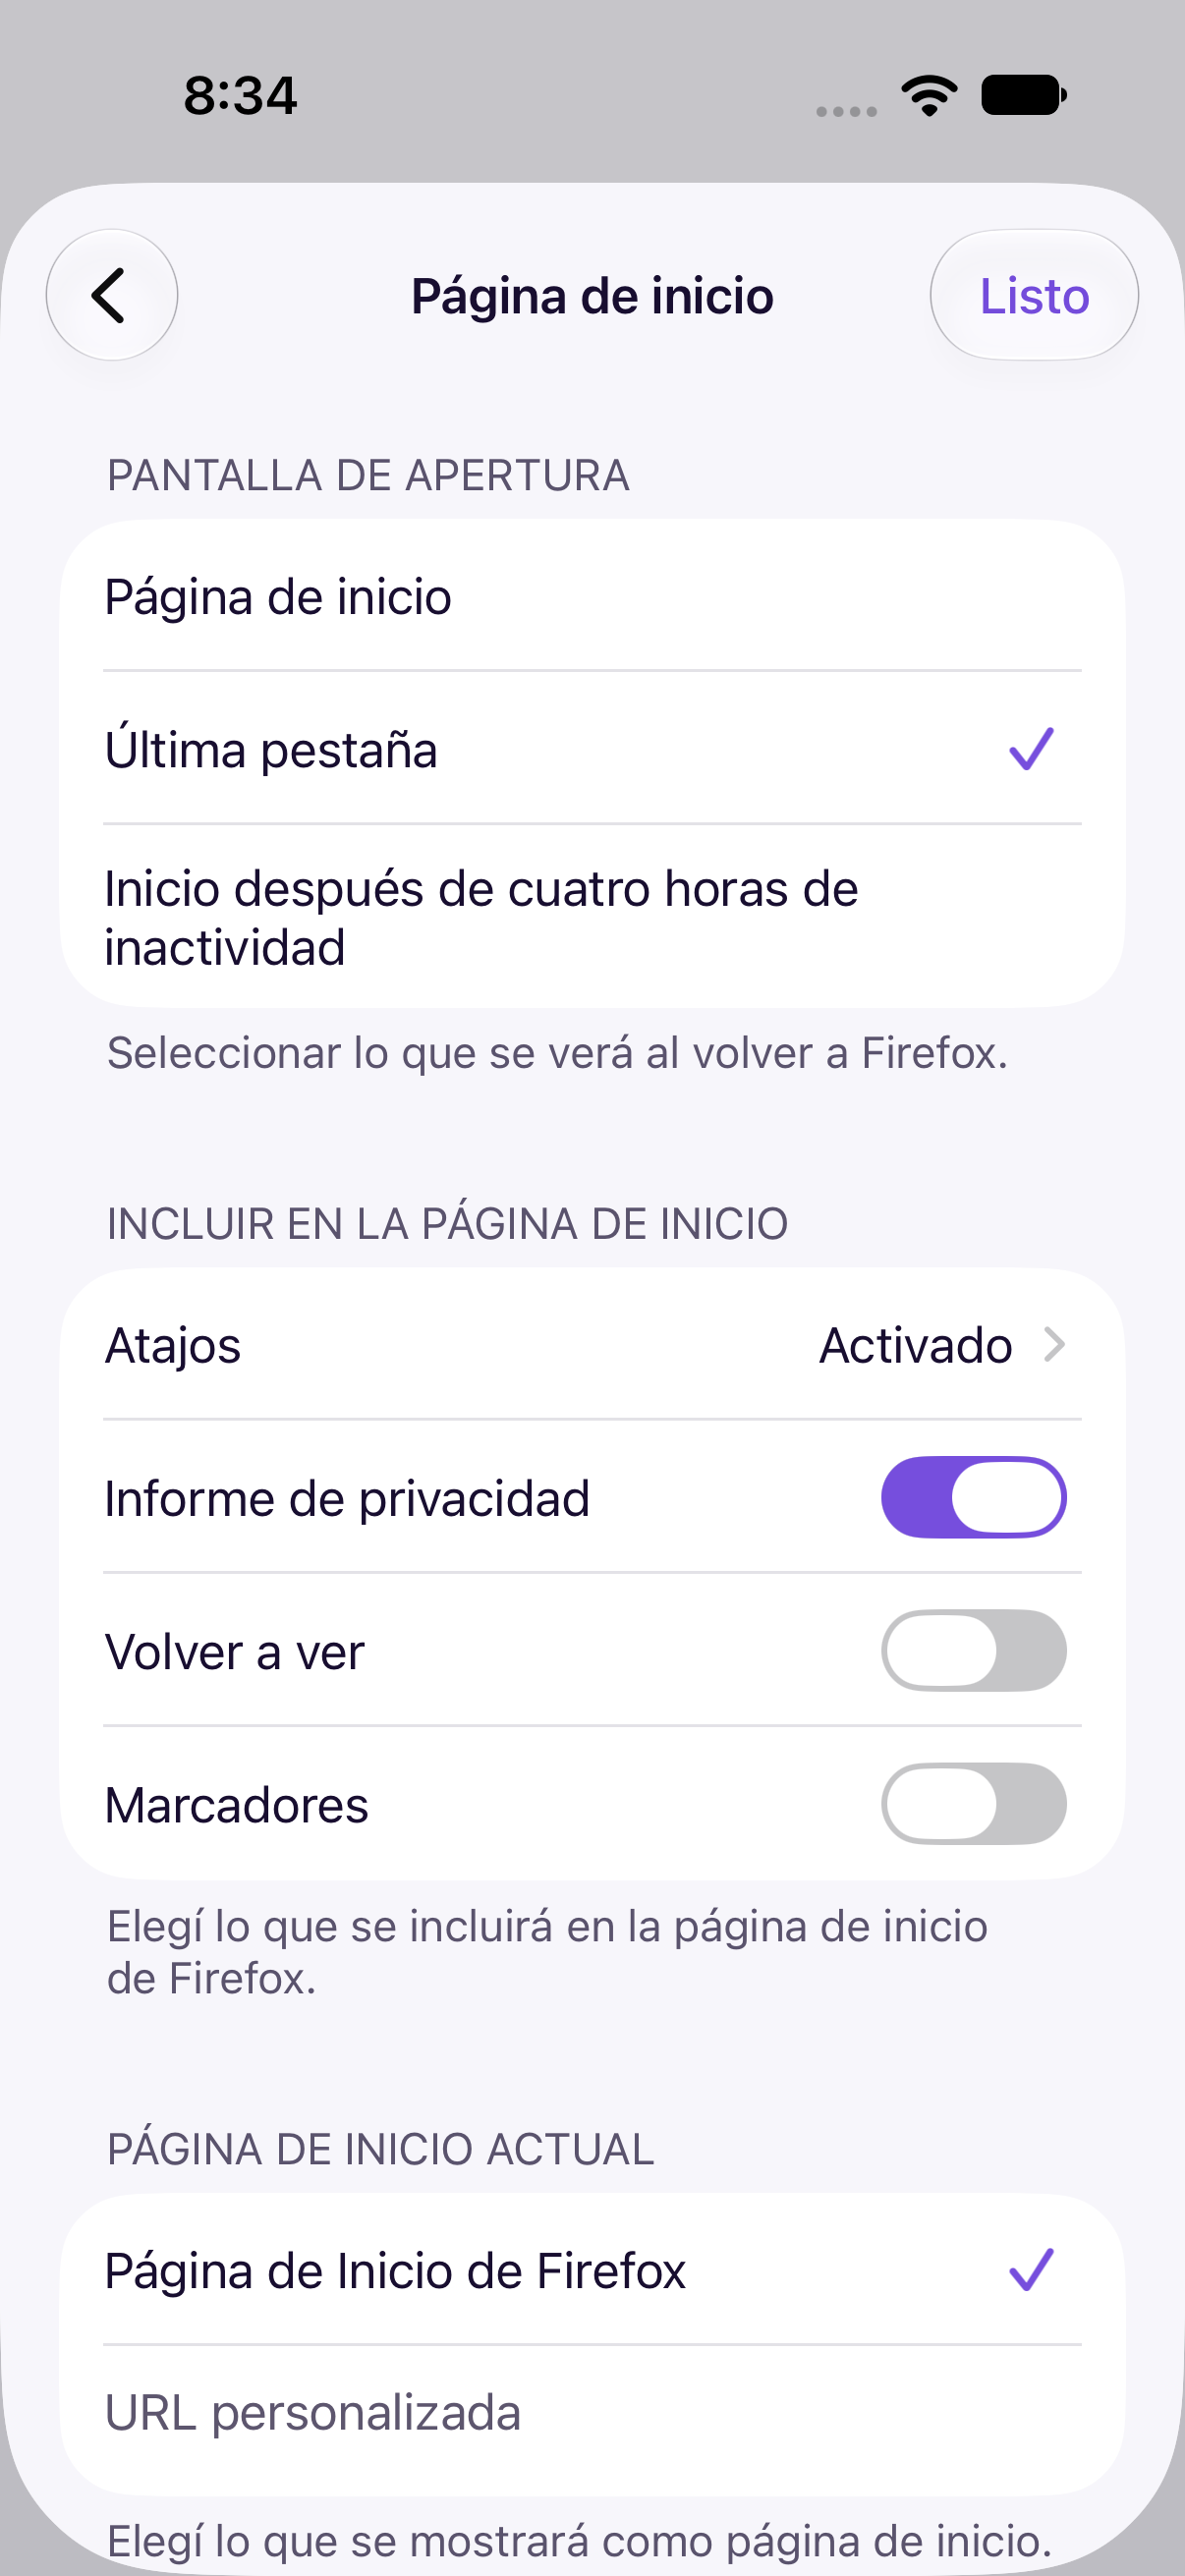 8:34
Página de inicio
Listo
PANTALLA DE APERTURA
Página de inicio
Última pestaña
Inicio después de cuatro horas de
inactividad
Seleccionar lo que se verá al volver a Firefox.
INCLUIR EN LA PÁGINA DE INICIO
Atajos Activado
Informe de privacidad
Volver a ver
Marcadores
Elegí lo que se incluirá en la página de inicio
de Firefox.
PÁGINA DE INICIO ACTUAL
Página de Inicio de Firefox
URL personalizada
Elegí lo que se mostrará como página de inicio.